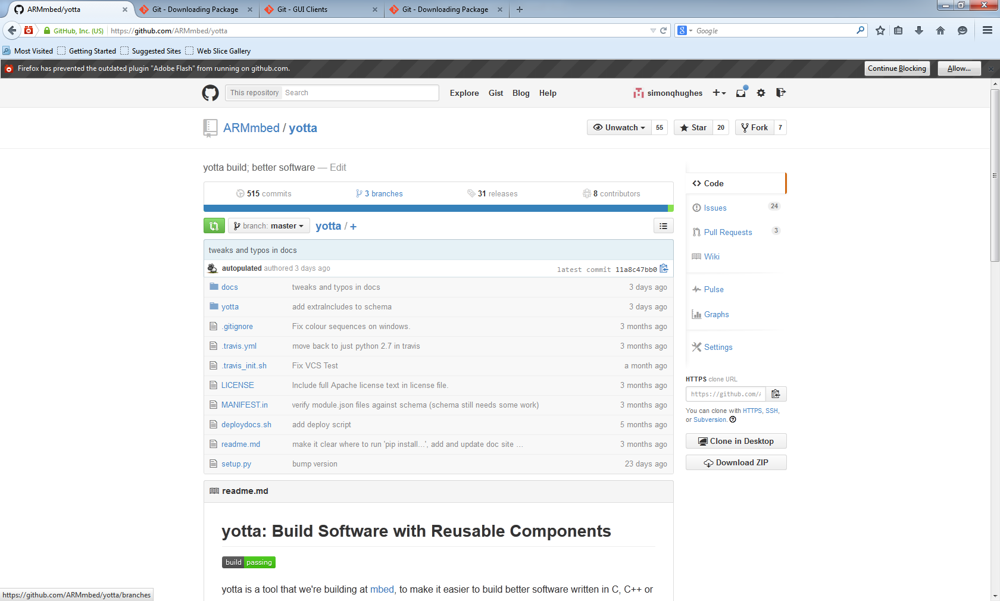 ARMmbed/yotta
Git - Downloading Package
Git - GUI Clients
Git - Downloading Package
GitHub, Inc. (US)
https://github.com/ARMmbed/yotta
Google
Most Visited
Getting Started
Suggested Sites
Web Slice Gallery
Firefox has prevented the outdated plugin "Adobe Flash" from running on github.com.
Continue Blocking
Allow...
This repository
Search
Explore
Gist
Blog
Help
simonqhughes
ARMmbed / yotta
Unwatch
55
Star
20
Fork
7
yotta build; better software — Edit
515 commits
3 branches
31 releases
8 contributors
branch: master
yotta / +
tweaks and typos in docs
autopopulated authored 3 days ago
latest commit 11a8c47bb0
docs
tweaks and typos in docs
3 days ago
yotta
add extraIncludes to schema
3 days ago
.gitignore
Fix colour sequences on windows.
3 months ago
.travis.yml
move back to just python 2.7 in travis
3 months ago
.travis_init.sh
Fix VCS Test
a month ago
LICENSE
Include full Apache license text in license file.
3 months ago
MANIFEST.in
verify module.json files against schema (schema still needs some work)
3 months ago
deploydocs.sh
add deploy script
5 months ago
readme.md
make it clear where to run 'pip install...', add and update doc site …
3 months ago
setup.py
bump version
23 days ago
Code
Issues
24
Pull Requests
3
Wiki
Pulse
Graphs
Settings
HTTPS clone URL
https://github.com/
You can clone with HTTPS, SSH,
or Subversion.
Clone in Desktop
Download ZIP
readme.md
yotta: Build Software with Reusable Components
build passing
yotta is a tool that we're building at mbed, to make it easier to build better software written in C, C++ or
https://github.com/ARMmbed/yotta/branches